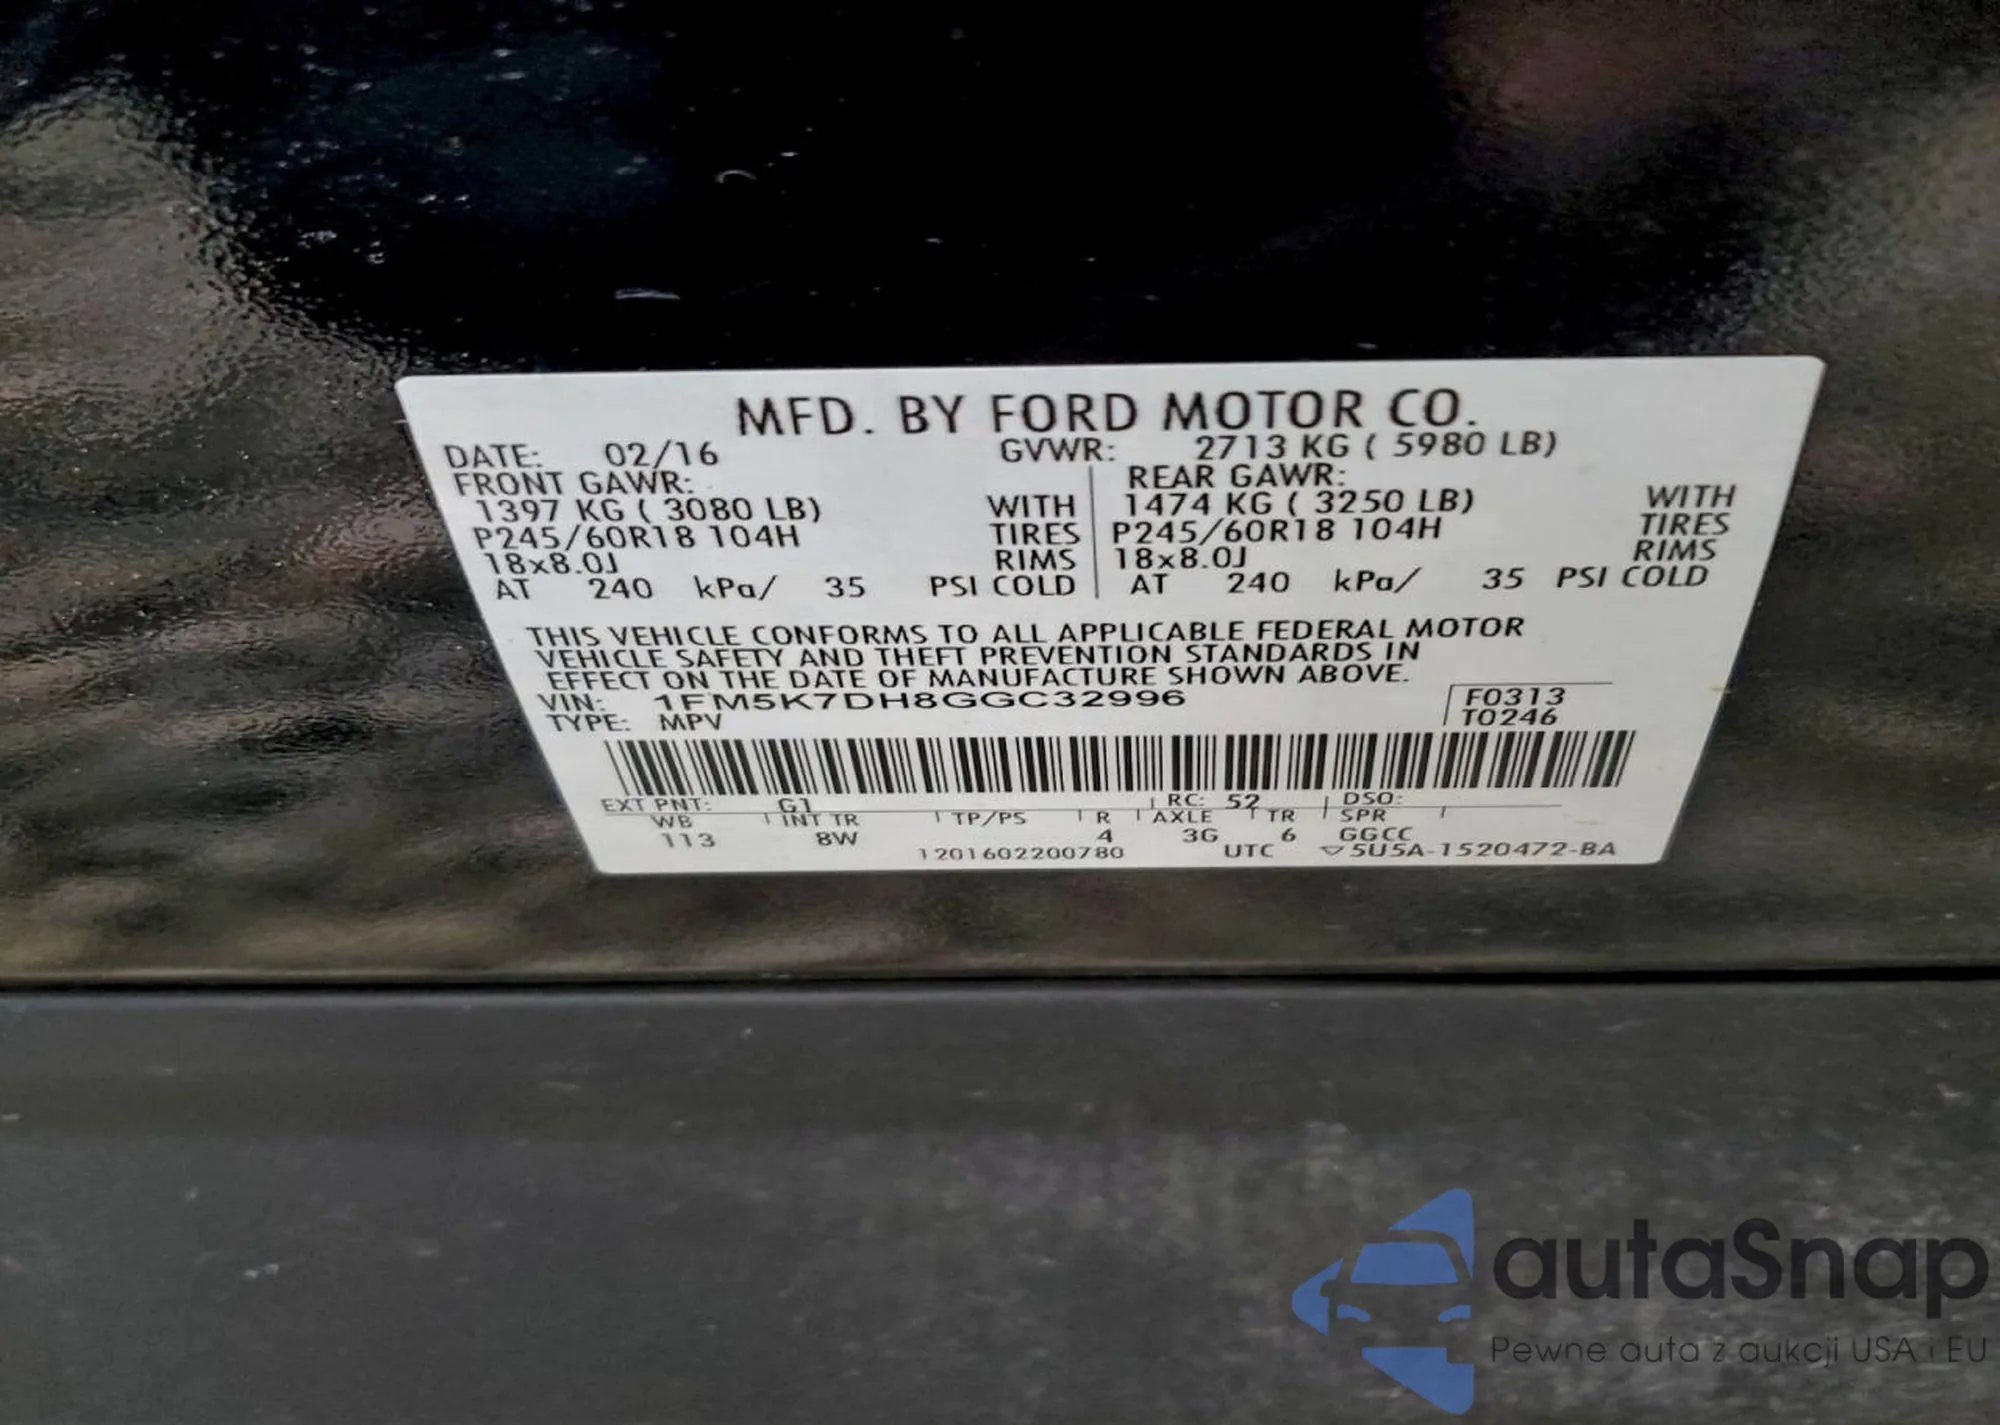 MFD. BY FORD MOTOR CO.
DATE: 02/16 GVWR: 2713 KG ( 5980 LB)
FRONT GAWR: REAR GAWR:
1397 KG ( 3080 LB) WITH 1474 KG ( 3250 LB) WITH
P245/60R18 104H TIRES P245/60R18 104H TIRES
18x8.0J RIMS 18x8.0J RIMS
AT 240 kPa/ 35 PSI COLD AT 240 kPa/ 35 PSI COLD
THIS VEHICLE CONFORMS TO ALL APPLICABLE FEDERAL MOTOR
VEHICLE SAFETY AND THEFT PREVENTION STANDARDS IN
EFFECT ON THE DATE OF MANUFACTURE SHOWN ABOVE.
VIN: 1FM5K7DH8GGC32996 F0313
TYPE: MPV T0246
EXT PNT: G1 RC: 52 DSO:
WB INT TR TP/PS R AXLE TR SPR
113 8W 4 3G 6 GGCC
1201602200780 UTC ▽5U5A-1520472-BA
autaSnap
Pewne auta z aukcji USA i EU